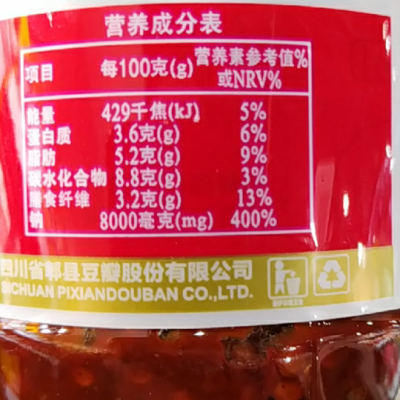 营养成分表
项目 每100克(g) 营养素参考值%或NRV%
能量 429千焦(kJ) 5%
蛋白质 3.6克(g) 6%
脂肪 5.2克(g) 9%
碳水化合物 8.8克(g) 3%
膳食纤维 3.2克(g) 13%
钠 8000毫克(mg) 400%
四川省郫县豆瓣股份有限公司
SICHUAN PIXIANDOUBAN CO.,LTD.